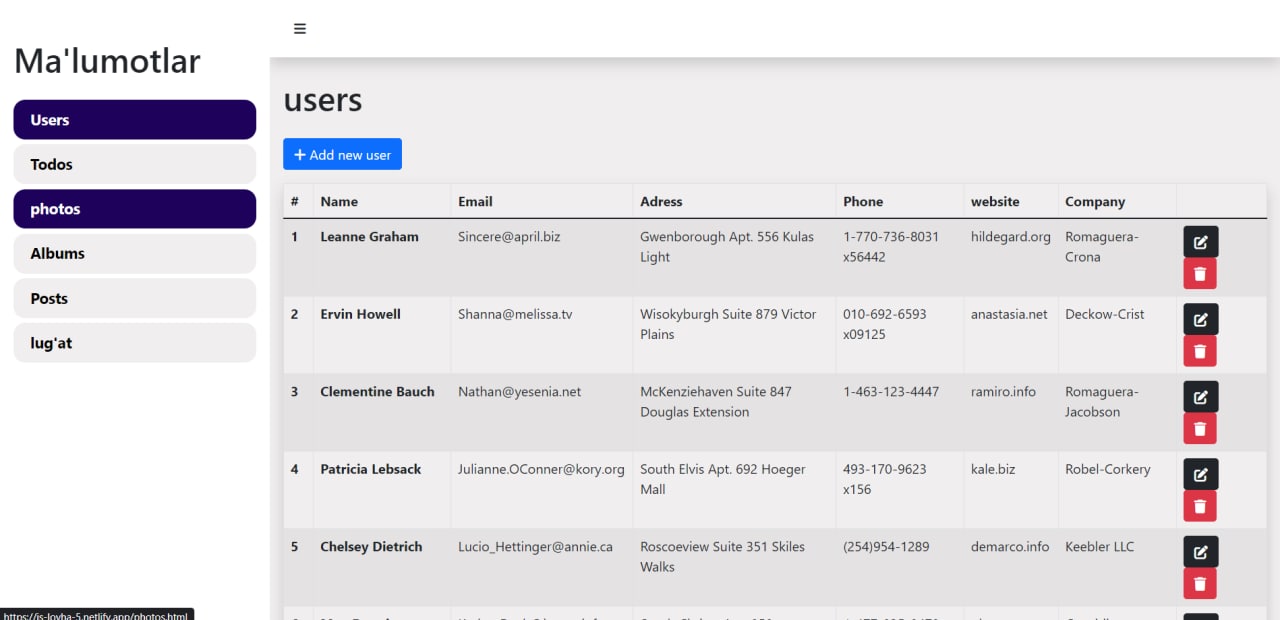 Ma'lumotlar
Users
Todos
photos
Albums
Posts
lug'at
users
Add new user
# Name Email Adress Phone website Company
1 Leanne Graham Sincere@april.biz Gwenborough Apt. 556 Kulas 1-770-736-8031 hildegard.org Romaguera-
Light x56442 Crona
2 Ervin Howell Shanna@melissa.tv Wisokyburgh Suite 879 Victor 010-692-6593 anastasia.net Deckow-Crist
Plains x09125
3 Clementine Bauch Nathan@yesenia.net McKenziehaven Suite 847 1-463-123-4447 ramiro.info Romaguera-
Douglas Extension Jacobson
4 Patricia Lebsack Julianne.OConner@kory.org South Elvis Apt. 692 Hoeger 493-170-9623 kale.biz Robel-Corkery
Mall x156
5 Chelsey Dietrich Lucio_Hettinger@annie.ca Roscoeview Suite 351 Skiles (254)954-1289 demarco.info Keebler LLC
Walks
https://js-loyha-5.netlify.app/photos.html